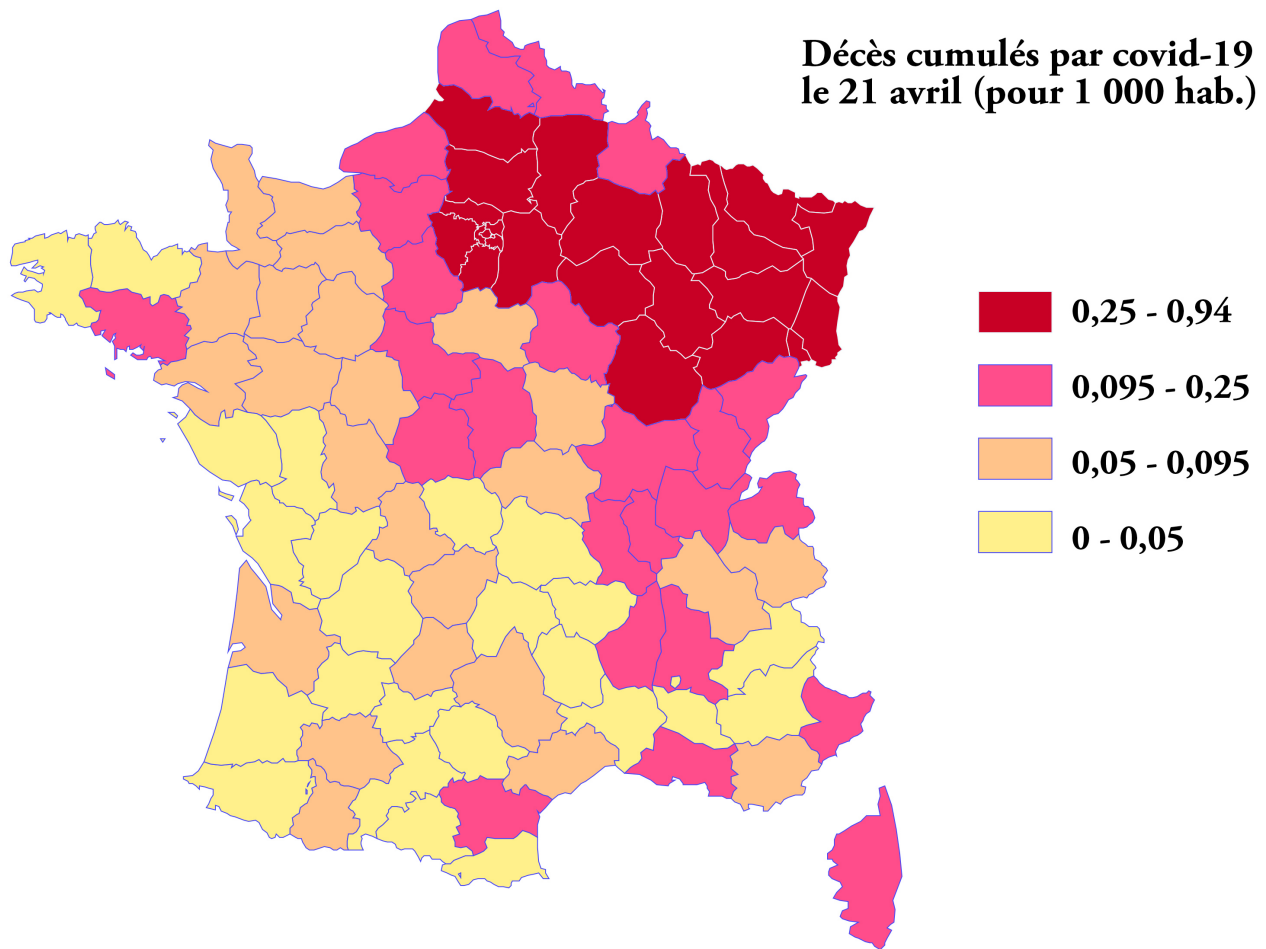 Décès cumulés par covid-19
le 21 avril (pour 1 000 hab.)
0,25 - 0,94
0,095 - 0,25
0,05 - 0,095
0 - 0,05